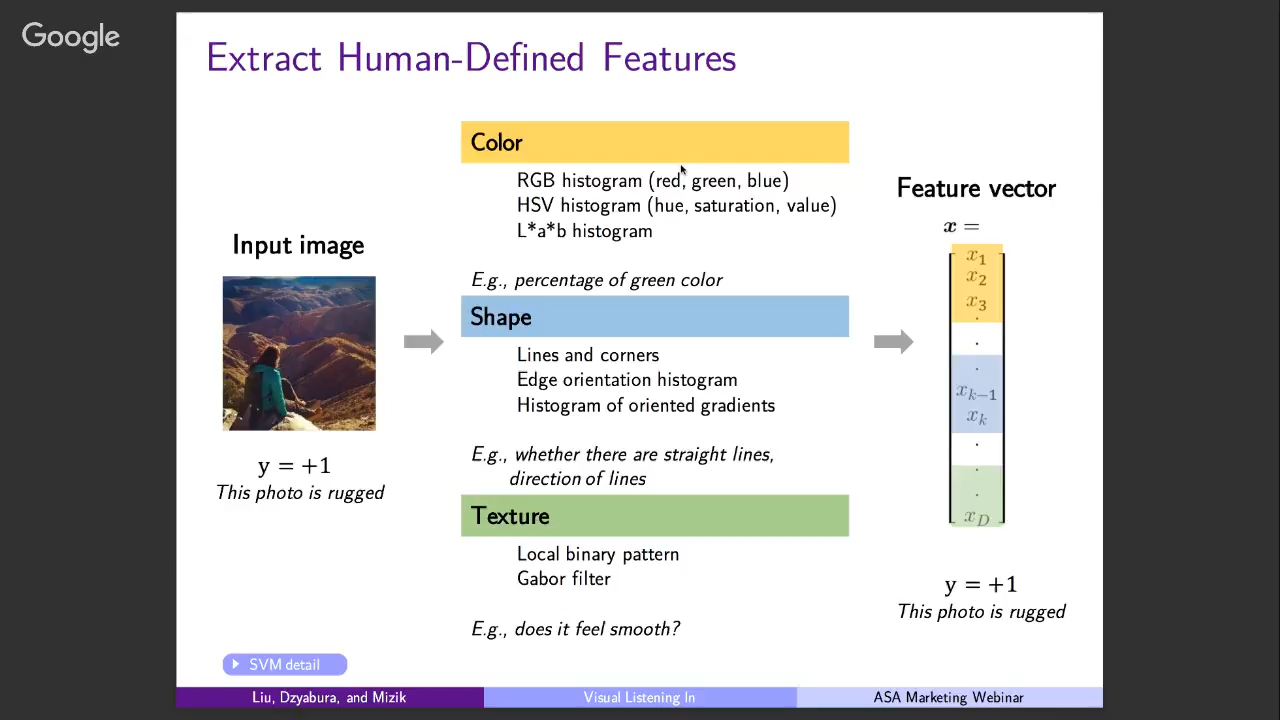 Google
Extract Human-Defined Features
Input image
y = +1
This photo is rugged
Color
RGB histogram (red, green, blue)
HSV histogram (hue, saturation, value)
L*a*b histogram
E.g., percentage of green color
Shape
Lines and corners
Edge orientation histogram
Histogram of oriented gradients
E.g., whether there are straight lines,
direction of lines
Texture
Local binary pattern
Gabor filter
E.g., does it feel smooth?
Feature vector
x =
x₁
x₂
x₃
.
.
.
xₖ₋₁
xₖ
.
.
.
x_D
y = +1
This photo is rugged
SVM detail
Liu, Dzyabura, and Mizik
Visual Listening In
ASA Marketing Webinar